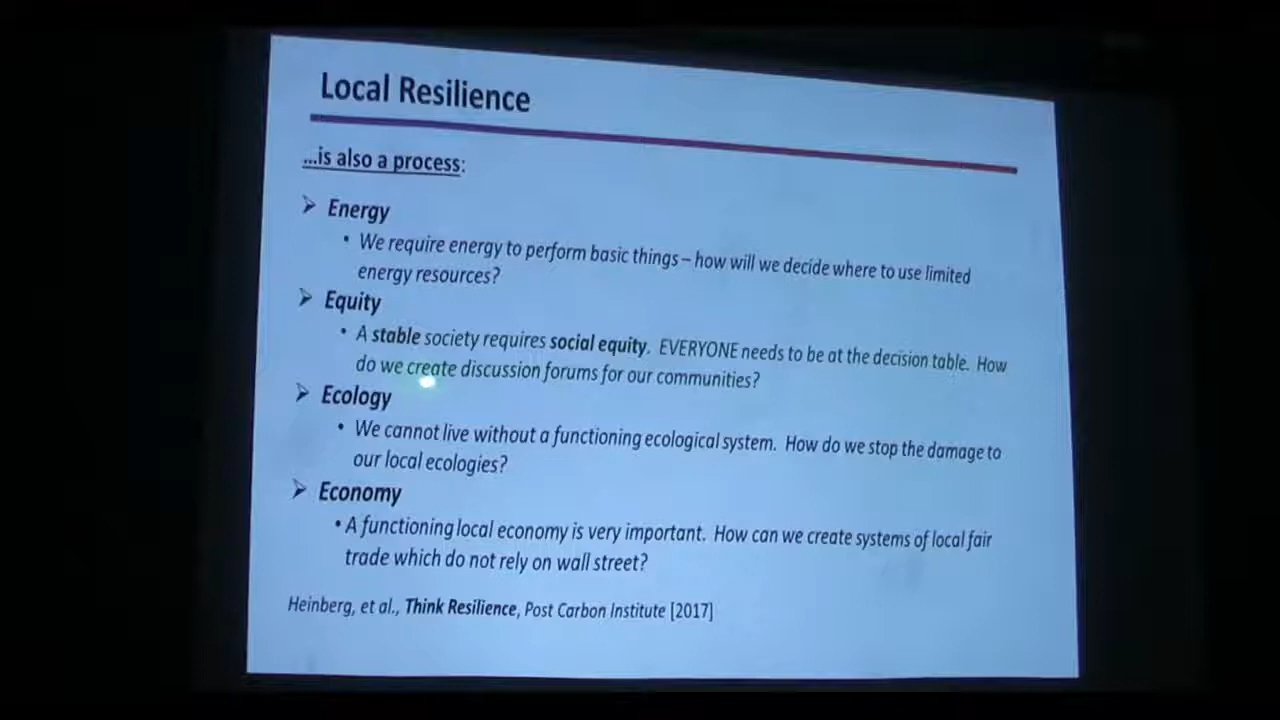 Local Resilience
...is also a process:
➢ Energy
• We require energy to perform basic things – how will we decide where to use limited
energy resources?
➢ Equity
• A stable society requires social equity. EVERYONE needs to be at the decision table. How
do we create discussion forums for our communities?
➢ Ecology
• We cannot live without a functioning ecological system. How do we stop the damage to
our local ecologies?
➢ Economy
• A functioning local economy is very important. How can we create systems of local fair
trade which do not rely on wall street?
Heinberg, et al., Think Resilience, Post Carbon Institute [2017]